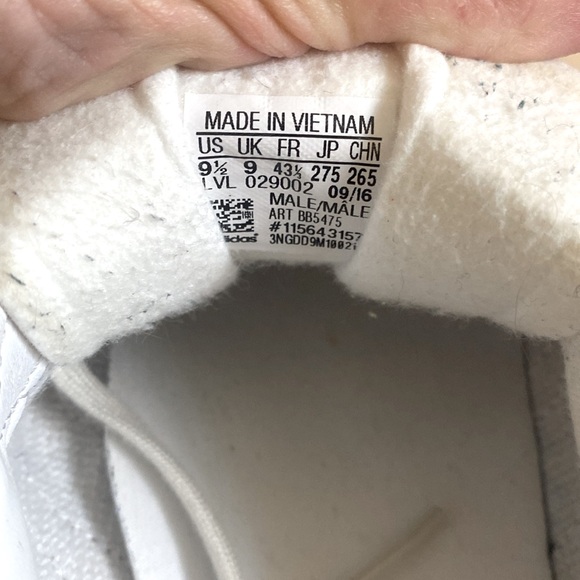 MADE IN VIETNAM
US UK FR JP CHN
9½ 9 43⅓ 275 265
LVL 029002 09/16
MALE/MÂLE
ART BB5475
#115643157
adidas